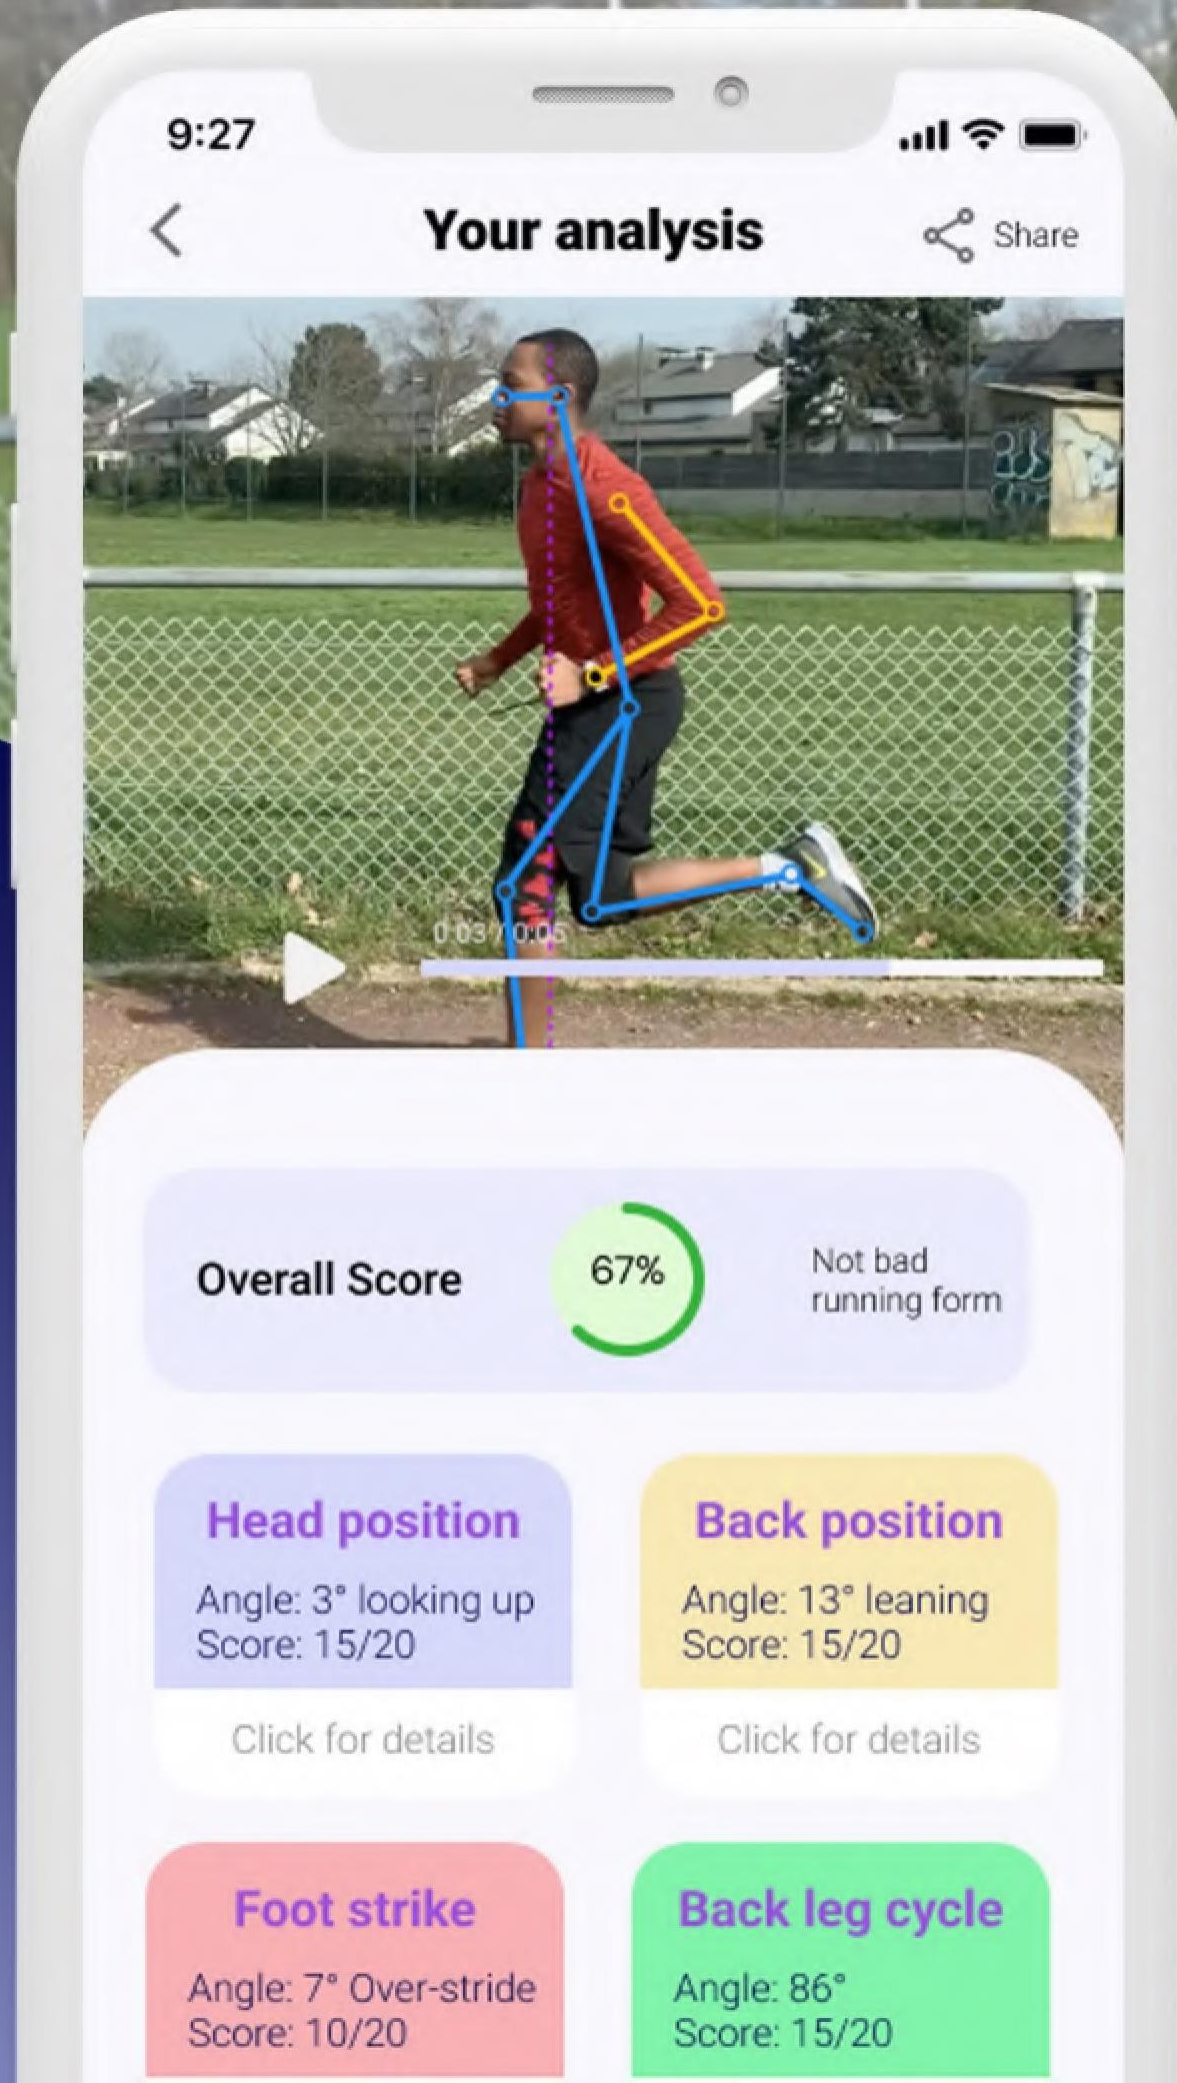 9:27
Your analysis
Share
0:03 / 0:05
Overall Score
67%
Not bad
running form
Head position
Angle: 3° looking up
Score: 15/20
Click for details
Back position
Angle: 13° leaning
Score: 15/20
Click for details
Foot strike
Angle: 7° Over-stride
Score: 10/20
Back leg cycle
Angle: 86°
Score: 15/20